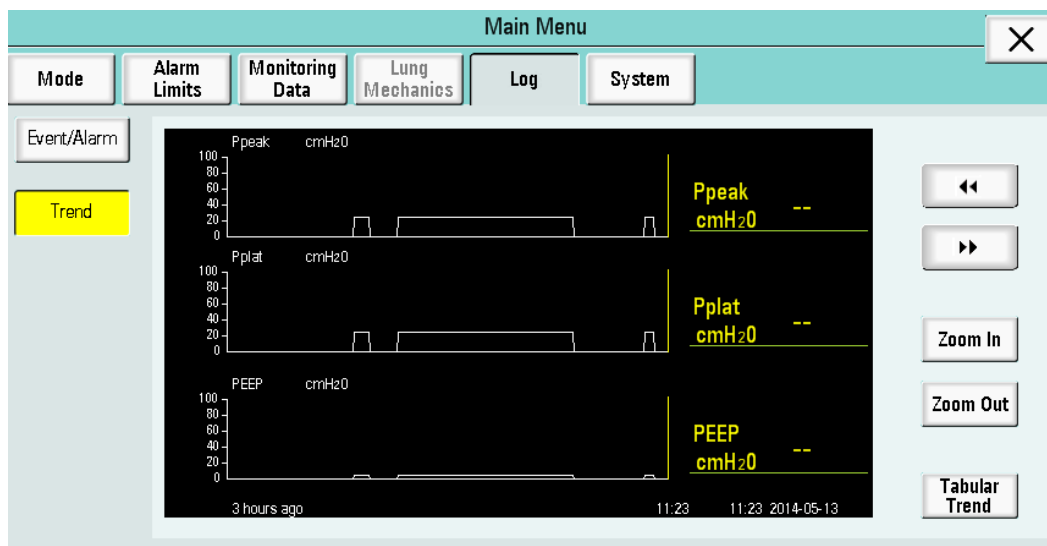 Main Menu
Mode
Alarm
Limits
Monitoring
Data
Lung
Mechanics
Log
System
Event/Alarm
Trend
Ppeak cmH2O
100
80
60
40
20
0
Ppeak
cmH2O --
Pplat cmH2O
100
80
60
40
20
0
Pplat
cmH2O --
PEEP cmH2O
100
80
60
40
20
0
PEEP
cmH2O --
3 hours ago 11:23 11:23 2014-05-13
Zoom In
Zoom Out
Tabular
Trend